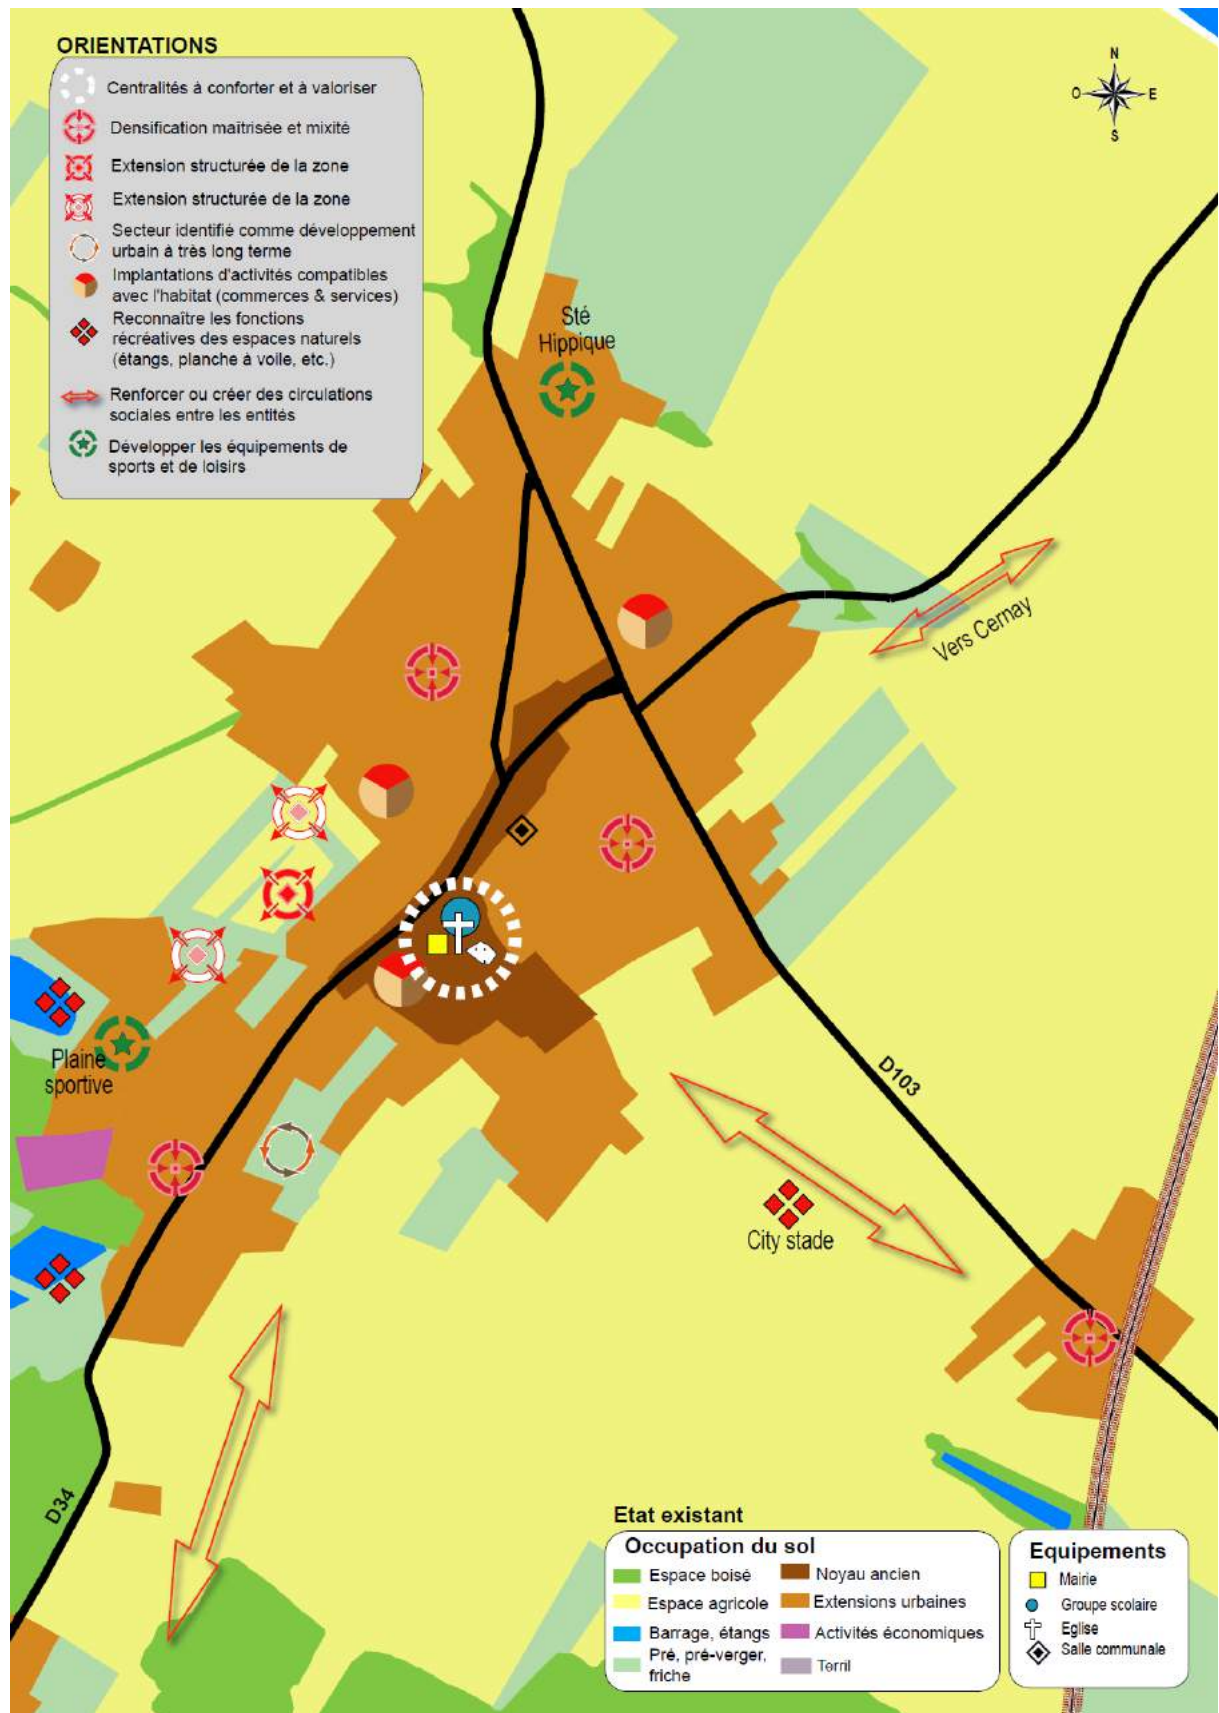 ORIENTATIONS
Centralités à conforter et à valoriser
Densification maîtrisée et mixité
Extension structurée de la zone
Extension structurée de la zone
Secteur identifié comme développement
urbain à très long terme
Implantations d'activités compatibles
avec l'habitat (commerces & services)
Reconnaître les fonctions
récréatives des espaces naturels
(étangs, planche à voile, etc.)
Renforcer ou créer des circulations
sociales entre les entités
Développer les équipements de
sports et de loisirs
N
O
E
S
Sté
Hippique
Vers Cernay
Plaine
sportive
D103
City stade
D34
Etat existant
Occupation du sol
Espace boisé
Espace agricole
Barrage, étangs
Pré, pré-verger,
friche
Noyau ancien
Extensions urbaines
Activités économiques
Terril
Equipements
Mairie
Groupe scolaire
Eglise
Salle communale